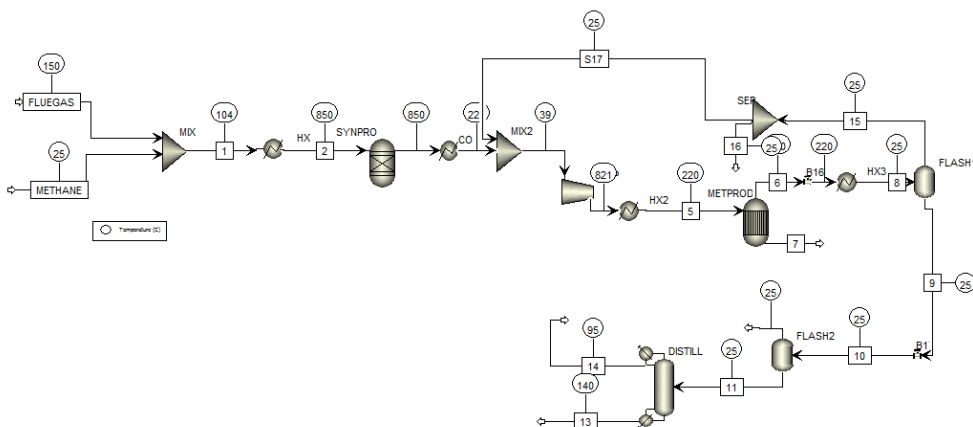 25
S17
150
FLUEGAS
104
MIX
1
HX
850
2
SYNPRO
850
CO
22
MIX2
39
25
METHANE
Temperature (C)
821
HX2
220
5
METPROD
6
7
SEP
16
25
B16
220
HX3
25
8
25
15
FLASH
9
25
B1
25
10
FLASH2
25
25
11
DISTILL
95
14
140
13